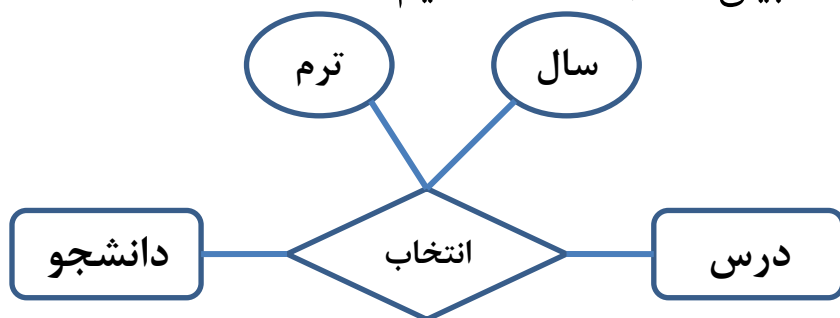 سال
ترم
درس
انتخاب
دانشجو